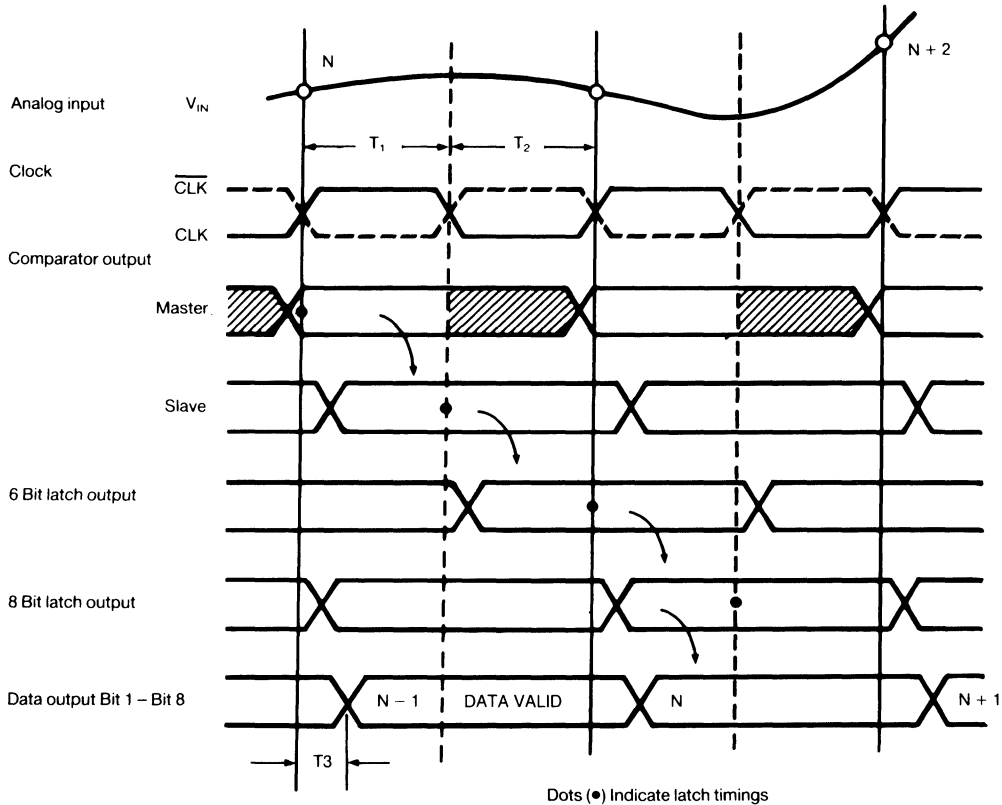 N
N + 2
Analog input
V_IN
T_1
T_2
Clock
C̅L̅K̅
CLK
Comparator output
Master
Slave
6 Bit latch output
8 Bit latch output
Data output Bit 1 – Bit 8
N – 1
DATA VALID
N
N + 1
T3
Dots (●) Indicate latch timings